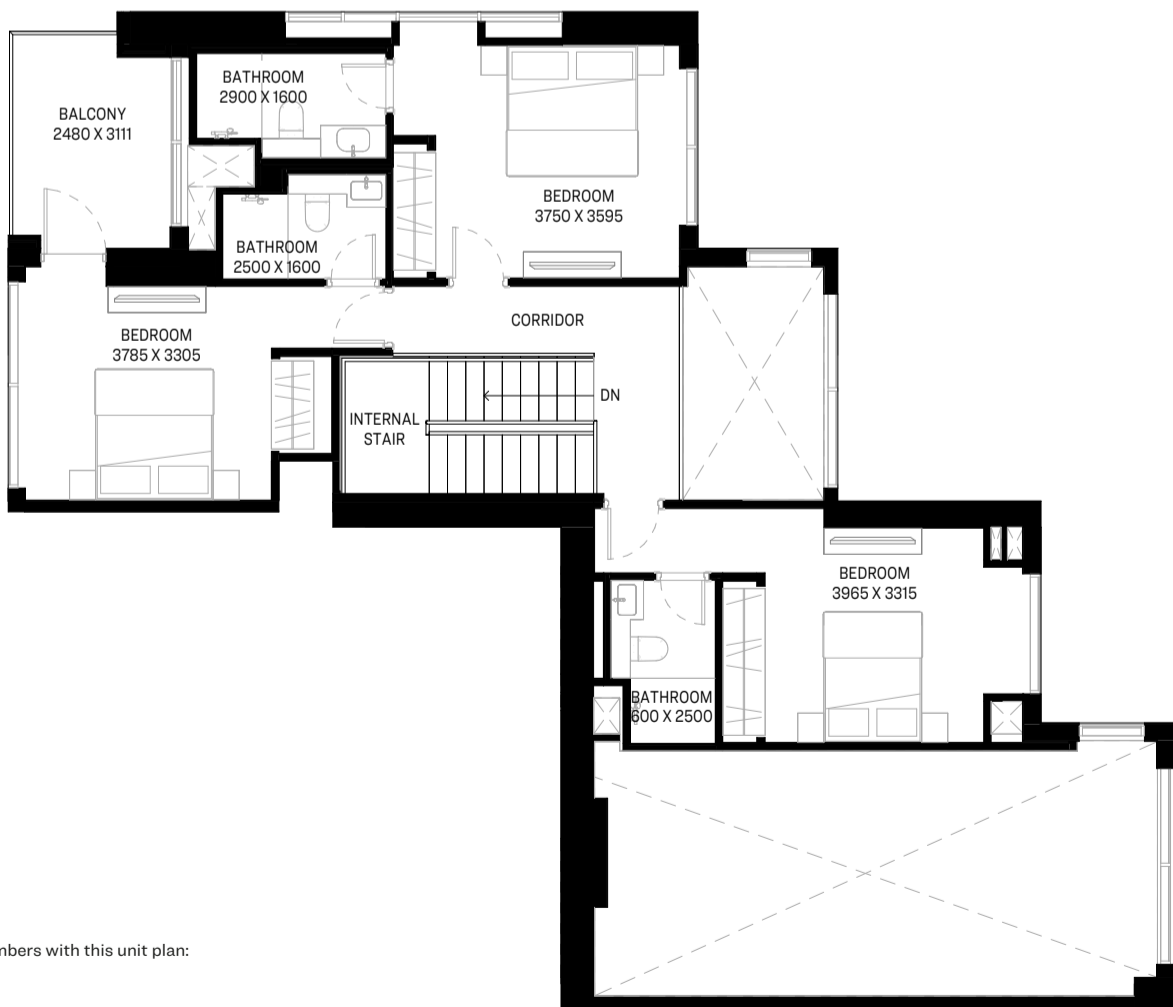 BATHROOM
2900 X 1600
BALCONY
2480 X 3111
BEDROOM
3750 X 3595
BATHROOM
2500 X 1600
CORRIDOR
BEDROOM
3785 X 3305
DN
INTERNAL
STAIR
BEDROOM
3965 X 3315
BATHROOM
600 X 2500
mbers with this unit plan: